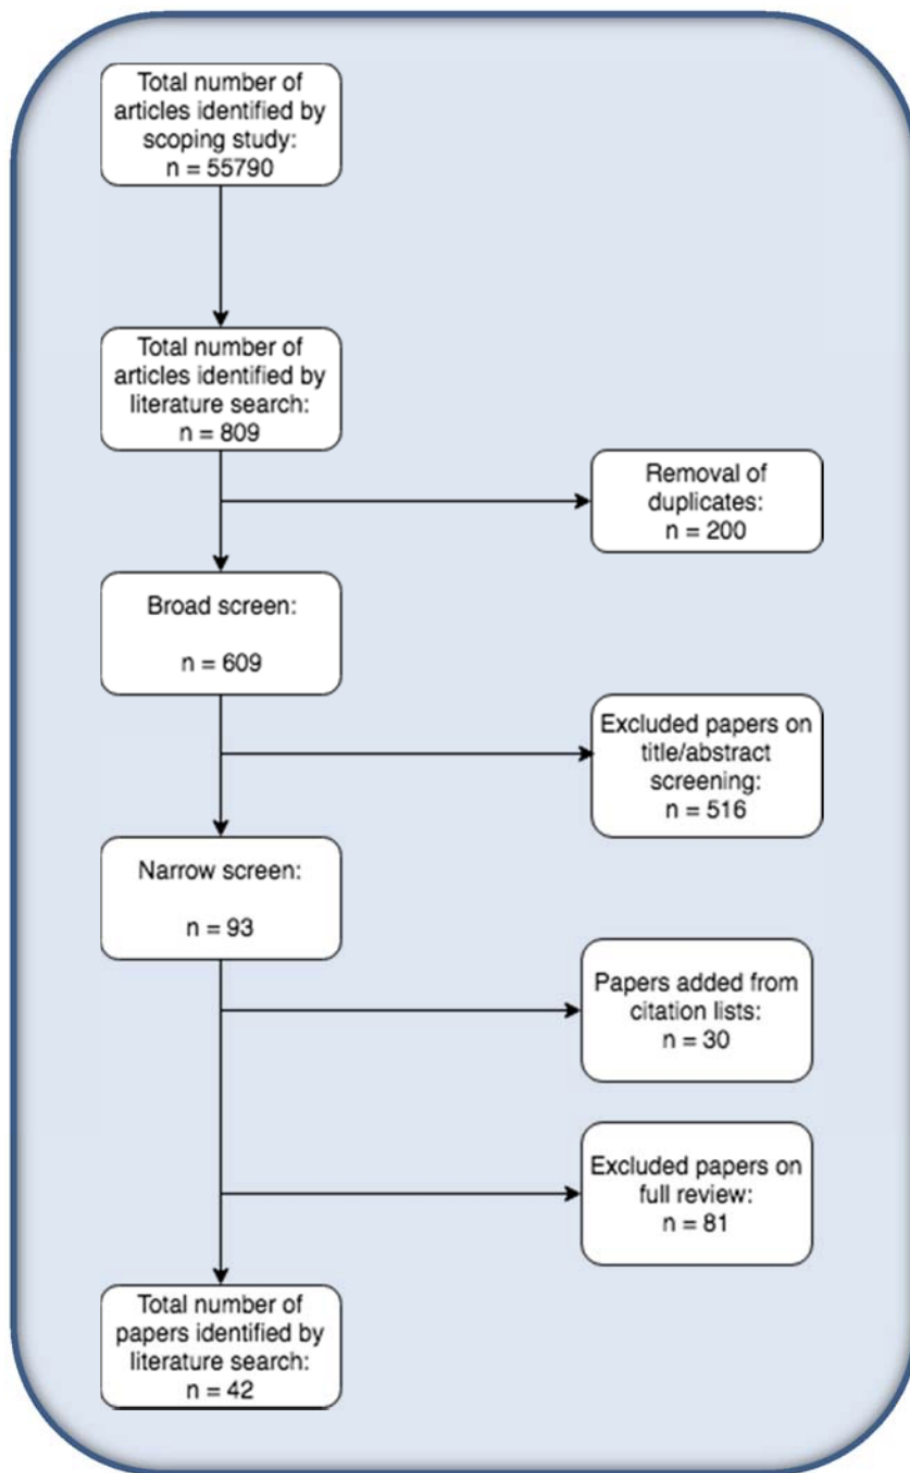 Total number of
articles identified by
scoping study:
n = 55790
Total number of
articles identified by
literature search:
n = 809
Removal of
duplicates:
n = 200
Broad screen:
n = 609
Excluded papers on
title/abstract
screening:
n = 516
Narrow screen:
n = 93
Papers added from
citation lists:
n = 30
Excluded papers on
full review:
n = 81
Total number of
papers identified by
literature search:
n = 42